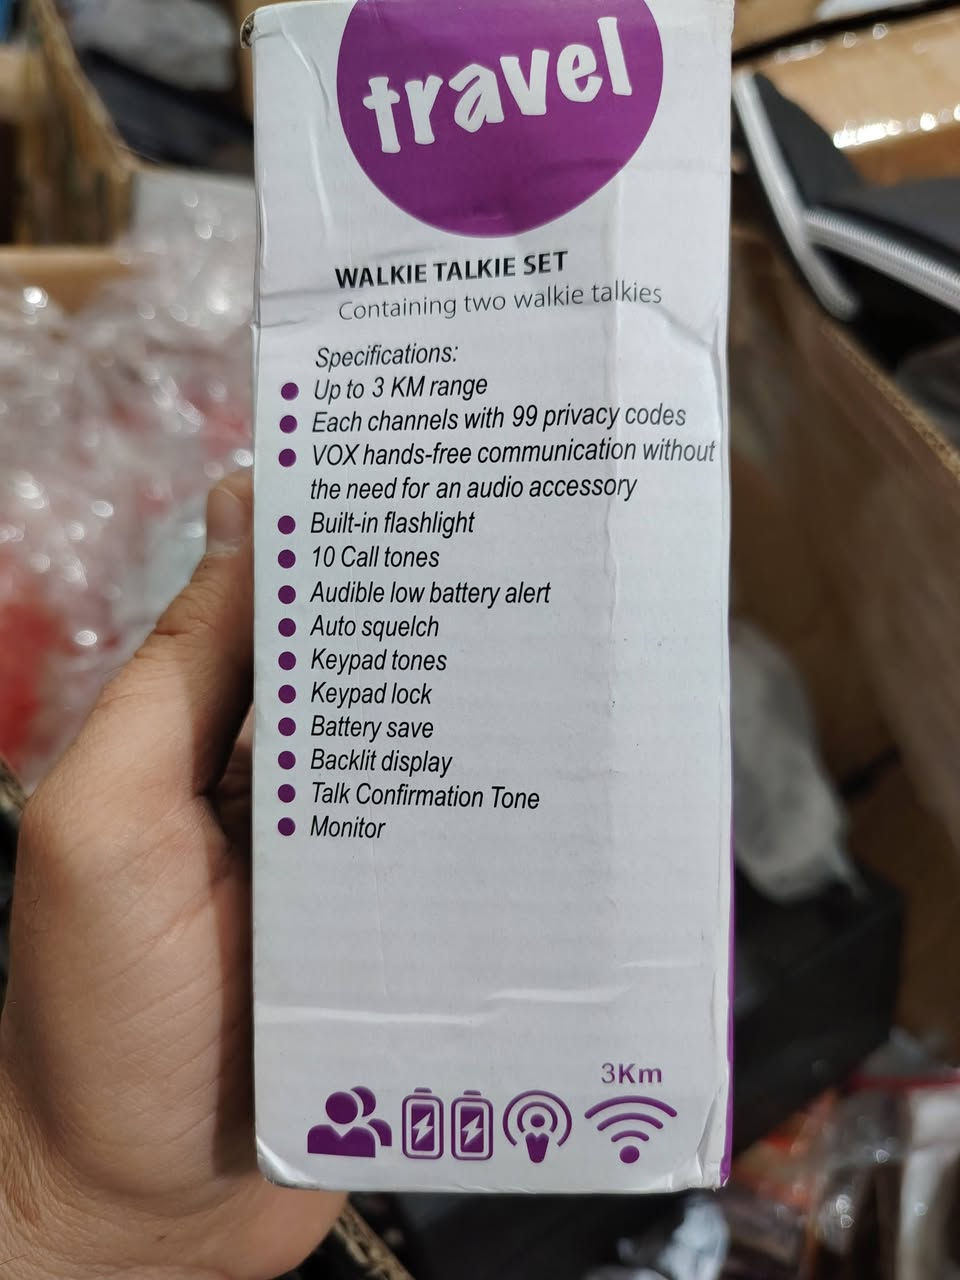 travel
WALKIE TALKIE SET
Containing two walkie talkies
Specifications:
Up to 3 KM range
Each channels with 99 privacy codes
VOX hands-free communication without
the need for an audio accessory
Built-in flashlight
10 Call tones
Audible low battery alert
Auto squelch
Keypad tones
Keypad lock
Battery save
Backlit display
Talk Confirmation Tone
Monitor
3Km